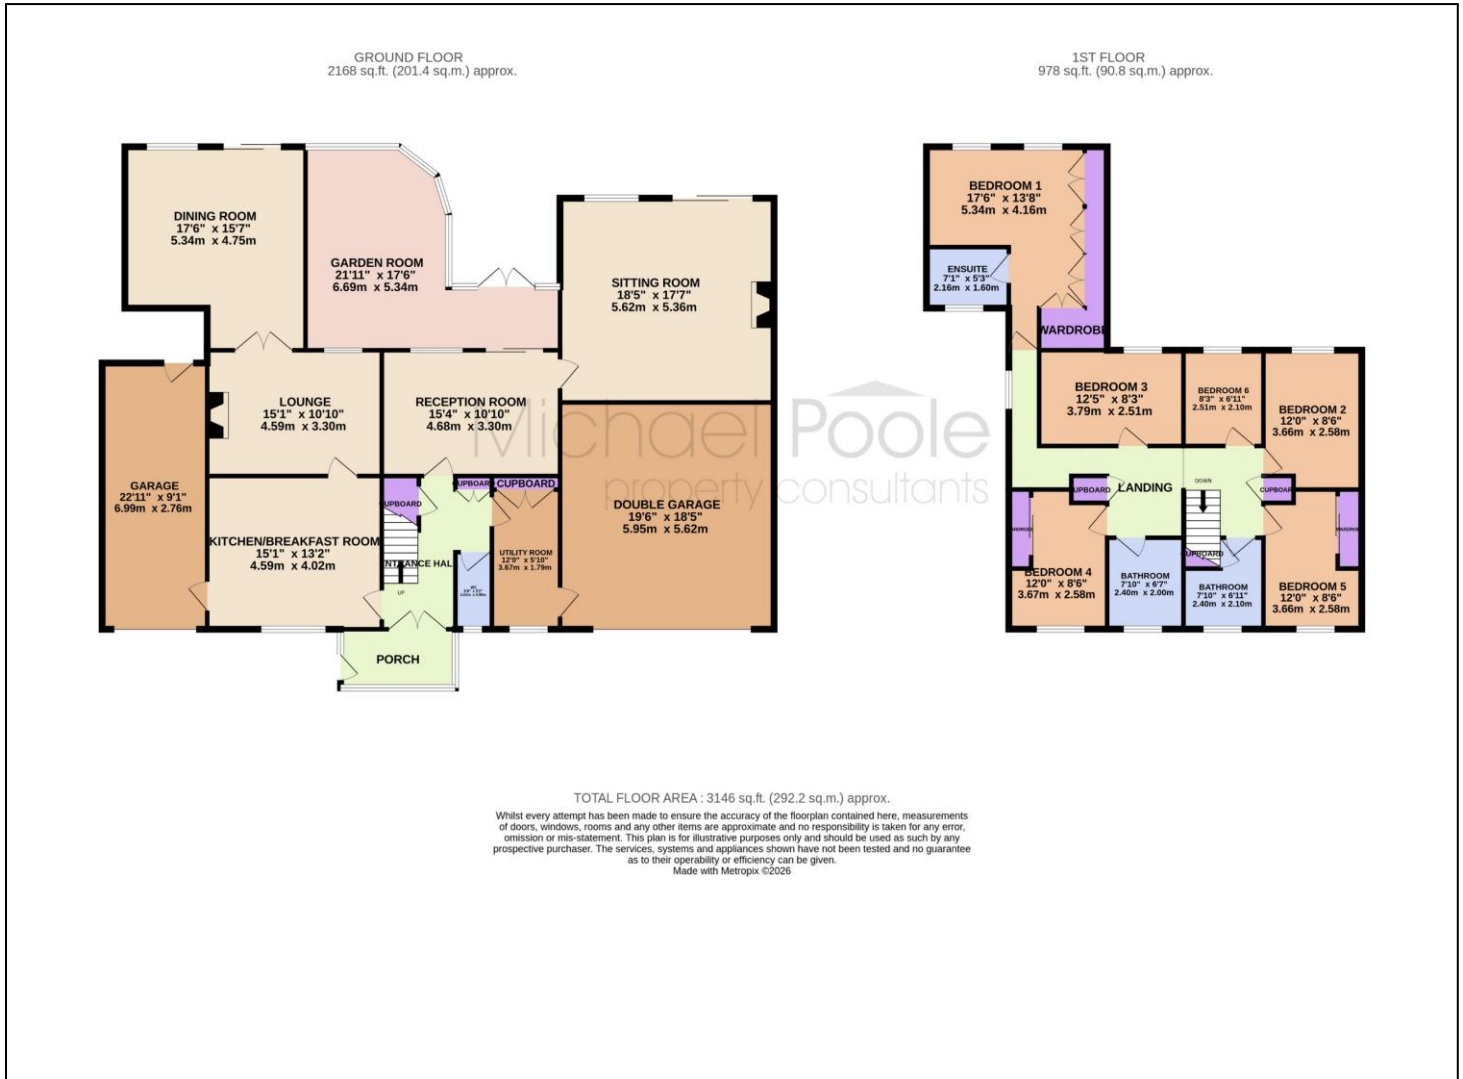 GROUND FLOOR
2168 sq.ft. (201.4 sq.m.) approx.
1ST FLOOR
978 sq.ft. (90.8 sq.m.) approx.
DINING ROOM
17'6" x 15'7"
5.34m x 4.75m
GARDEN ROOM
21'11" x 17'6"
6.69m x 5.34m
SITTING ROOM
18'5" x 17'7"
5.62m x 5.36m
LOUNGE
15'1" x 10'10"
4.59m x 3.30m
RECEPTION ROOM
15'4" x 10'10"
4.68m x 3.30m
GARAGE
22'11" x 9'1"
6.99m x 2.76m
KITCHEN/BREAKFAST ROOM
15'1" x 13'2"
4.59m x 4.02m
UPBOARD
UPBOARD
CUPBOARD
DOUBLE GARAGE
19'6" x 18'5"
5.95m x 5.62m
UTILITY ROOM
12'0" x 5'10"
3.67m x 1.79m
NTRANCE HAL
UP
WC
PORCH
BEDROOM 1
17'6" x 13'8"
5.34m x 4.16m
ENSUITE
7'1" x 5'3"
2.16m x 1.60m
WARDROBE
BEDROOM 3
12'5" x 8'3"
3.79m x 2.51m
BEDROOM 6
8'3" x 6'11"
2.51m x 2.10m
BEDROOM 2
12'0" x 8'6"
3.66m x 2.58m
UPBOARD
LANDING
DOWN
CUPBOAR
BEDROOM 4
12'0" x 8'6"
3.67m x 2.58m
BATHROOM
7'10" x 6'7"
2.40m x 2.00m
CUPBOARD
BATHROOM
7'10" x 6'11"
2.40m x 2.10m
BEDROOM 5
12'0" x 8'6"
3.66m x 2.58m
Michael Poole
property consultants
TOTAL FLOOR AREA : 3146 sq.ft. (292.2 sq.m.) approx.
Whilst every attempt has been made to ensure the accuracy of the floorplan contained here, measurements
of doors, windows, rooms and any other items are approximate and no responsibility is taken for any error,
omission or mis-statement. This plan is for illustrative purposes only and should be used as such by any
prospective purchaser. The services, systems and appliances shown have not been tested and no guarantee
as to their operability or efficiency can be given.
Made with Metropix ©2026